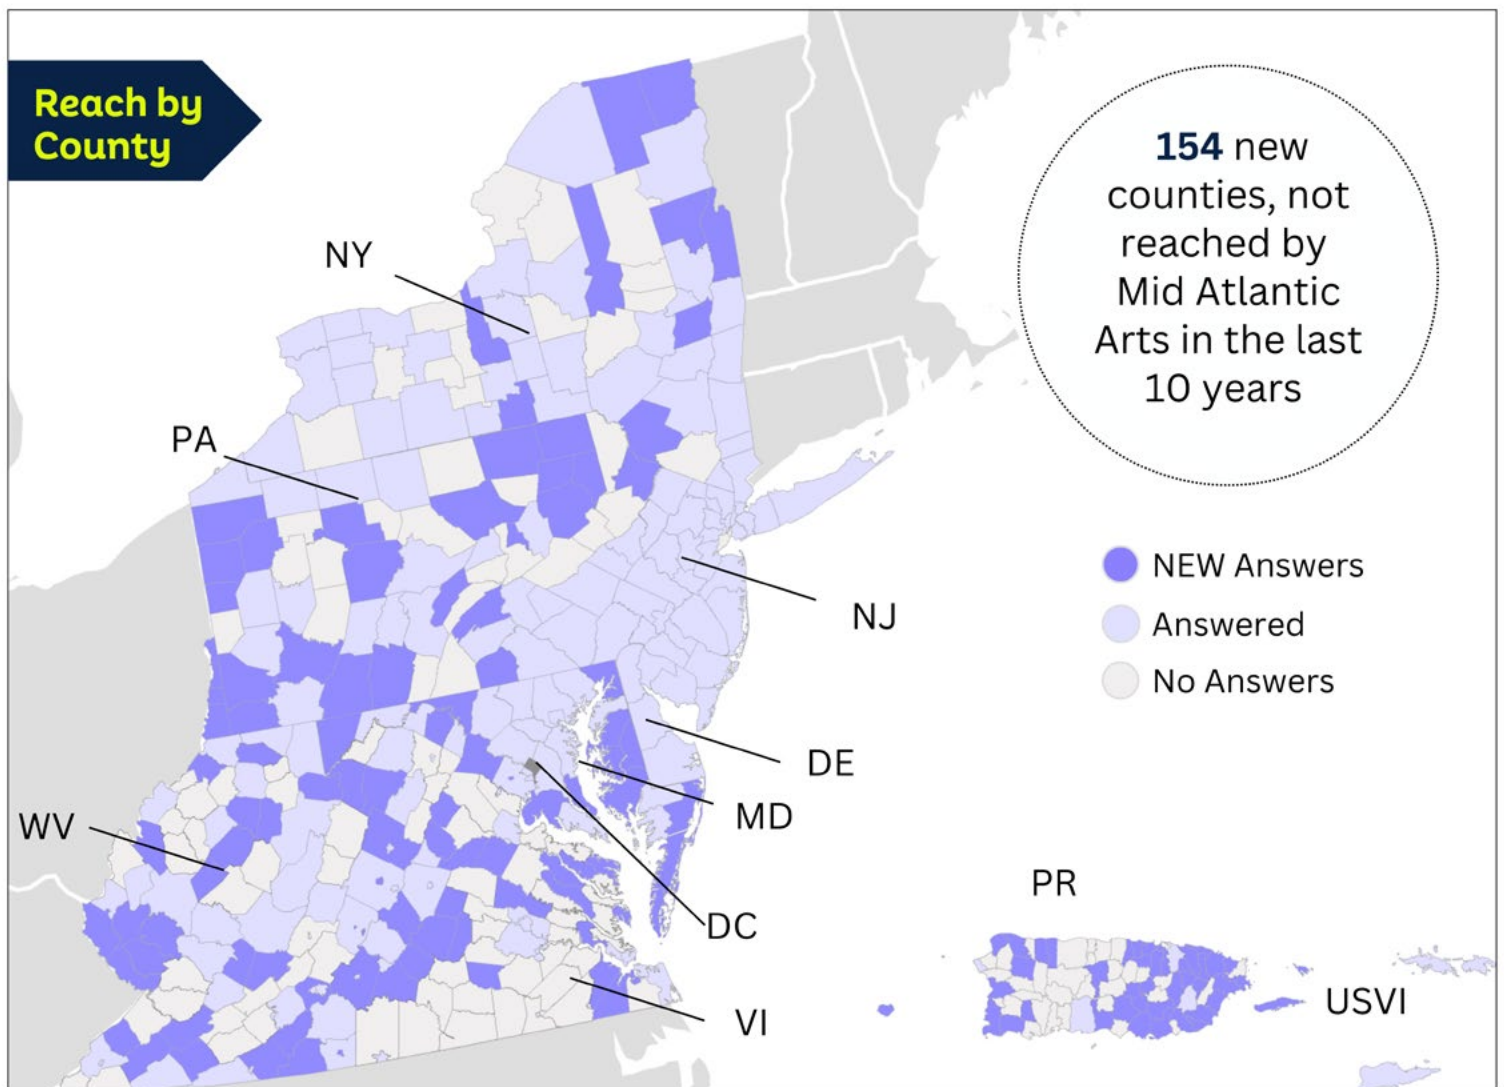 Reach by
County
154 new
counties, not
reached by
Mid Atlantic
Arts in the last
10 years
NY
PA
NEW Answers
Answered
No Answers
NJ
DE
MD
WV
DC
PR
VI
USVI